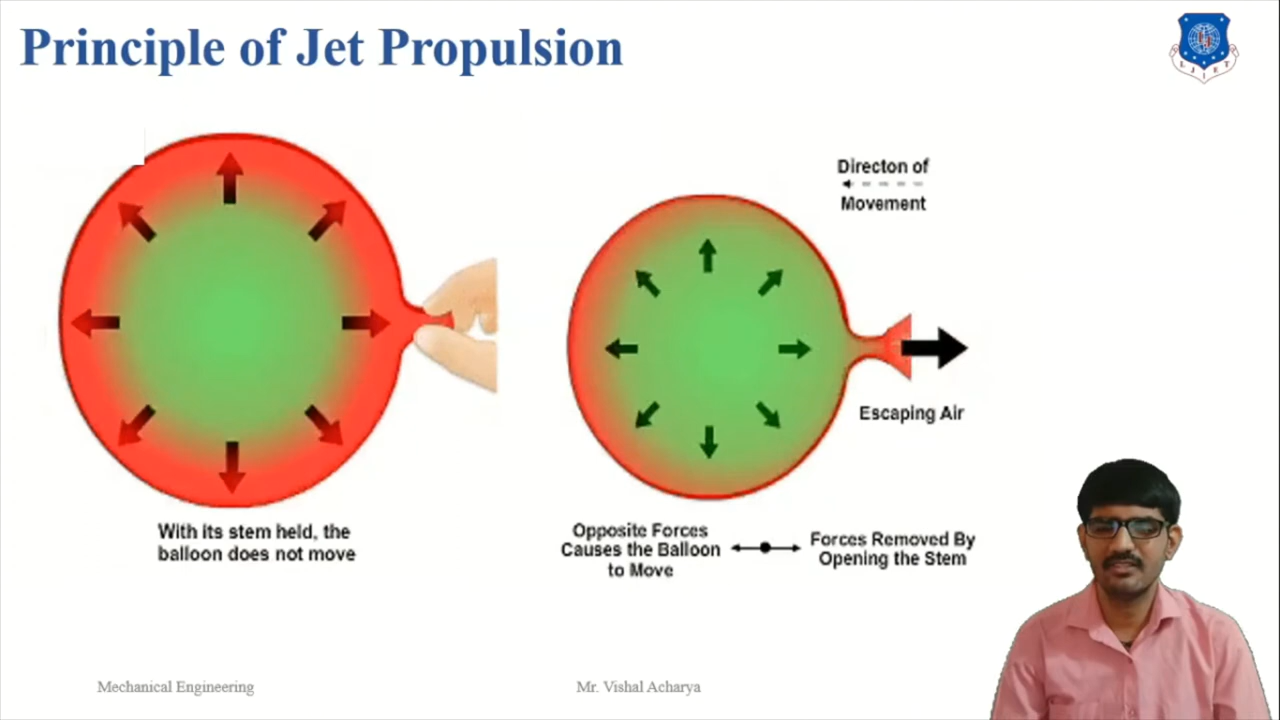 Principle of Jet Propulsion
LJIET
Directon of
Movement
Escaping Air
With its stem held, the
balloon does not move
Opposite Forces
Causes the Balloon
to Move
Forces Removed By
Opening the Stem
Mechanical Engineering
Mr. Vishal Acharya